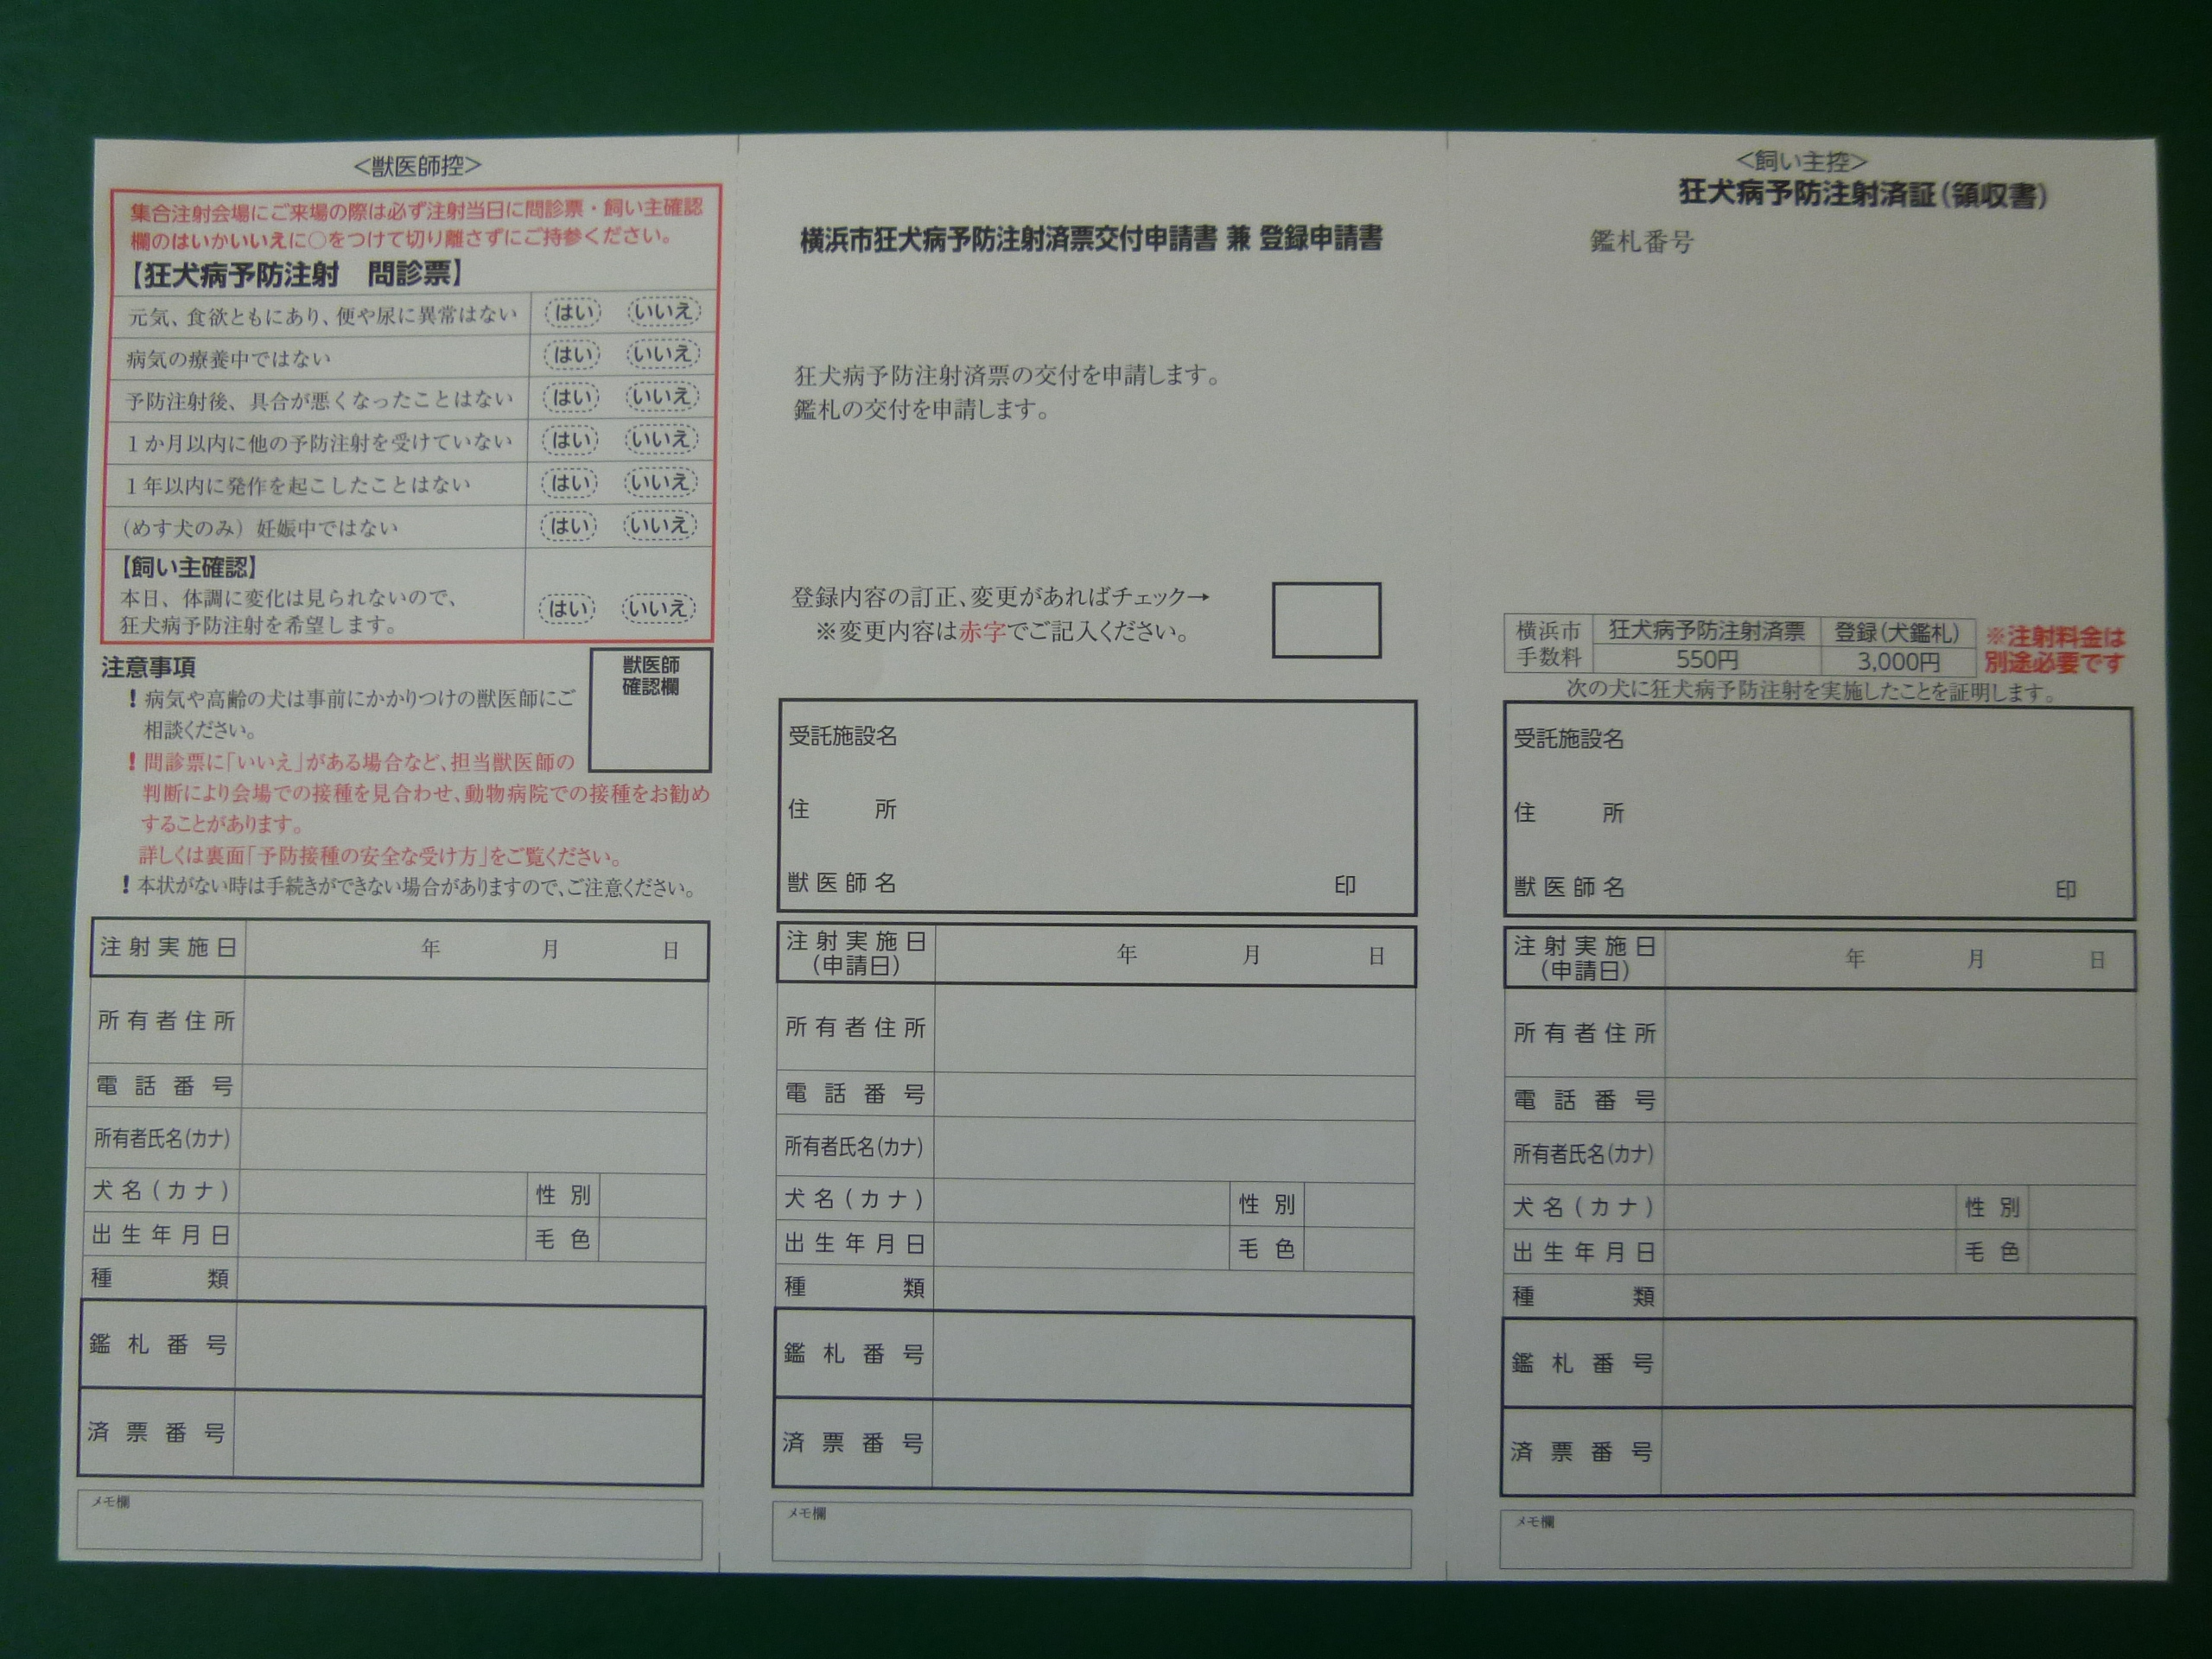 <獣医師控>
集合注射会場にご来場の際は必ず注射当日に問診票・飼い主確認
欄のはいかいいえに○をつけて切り離さずにご持参ください。
【狂犬病予防注射　問診票】
元気、食欲ともにあり、便や尿に異常はない はい いいえ
病気の療養中ではない はい いいえ
予防注射後、具合が悪くなったことはない はい いいえ
1か月以内に他の予防注射を受けていない はい いいえ
1年以内に発作を起こしたことはない はい いいえ
（めす犬のみ）妊娠中ではない はい いいえ
【飼い主確認】
本日、体調に変化は見られないので、
狂犬病予防注射を希望します。 はい いいえ
注意事項
獣医師
確認欄
！病気や高齢の犬は事前にかかりつけの獣医師にご
相談ください。
！問診票に「いいえ」がある場合など、担当獣医師の
判断により会場での接種を見合わせ、動物病院での接種をお勧め
することがあります。
詳しくは裏面「予防接種の安全な受け方」をご覧ください。
！本状がない時は手続きができない場合がありますので、ご注意ください。
注射実施日 年 月 日
所有者住所
電話番号
所有者氏名(カナ)
犬名(カナ) 性別
出生年月日 毛色
種類
鑑札番号
済票番号
メモ欄
横浜市狂犬病予防注射済票交付申請書 兼 登録申請書
狂犬病予防注射済票の交付を申請します。
鑑札の交付を申請します。
登録内容の訂正、変更があればチェック→
※変更内容は赤字でご記入ください。
受託施設名
住所
獣医師名 印
注射実施日 年 月 日
(申請日)
所有者住所
電話番号
所有者氏名(カナ)
犬名(カナ) 性別
出生年月日 毛色
種類
鑑札番号
済票番号
メモ欄
<飼い主控>
狂犬病予防注射済証(領収書)
鑑札番号
横浜市 狂犬病予防注射済票 登録(犬鑑札) ※注射料金は
手数料 550円 3,000円 別途必要です
次の犬に狂犬病予防注射を実施したことを証明します。
受託施設名
住所
獣医師名 印
注射実施日 年 月 日
(申請日)
所有者住所
電話番号
所有者氏名(カナ)
犬名(カナ) 性別
出生年月日 毛色
種類
鑑札番号
済票番号
メモ欄